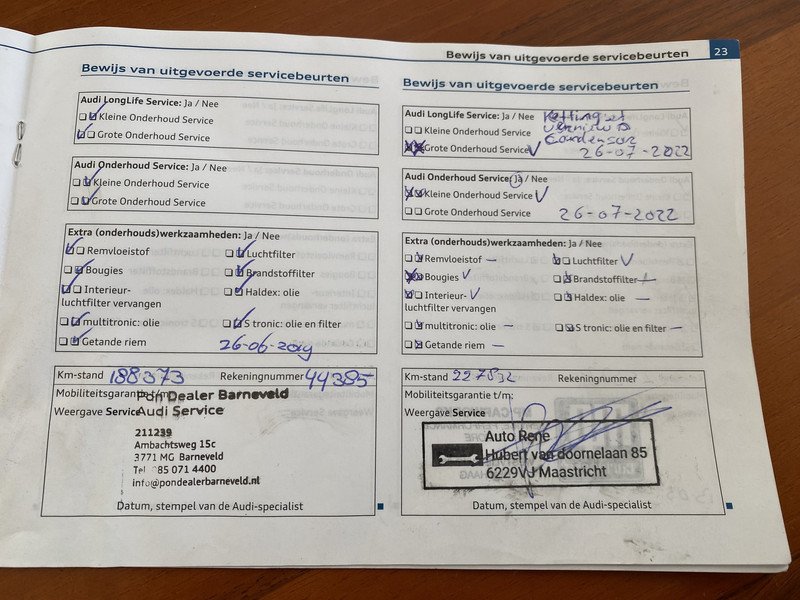 Bewijs van uitgevoerde servicebeurten 23
Bewijs van uitgevoerde servicebeurten
Audi LongLife Service: Ja / Nee
Kleine Onderhoud Service
Grote Onderhoud Service
Audi Onderhoud Service: Ja / Nee
Kleine Onderhoud Service
Grote Onderhoud Service
Extra (onderhouds)werkzaamheden: Ja / Nee
Remvloeistof
Luchtfilter
Bougies
Brandstoffilter
Interieur-
luchtfilter vervangen
Haldex: olie
multitronic: olie
S tronic: olie en filter
Getande riem
26-06-2019
Km-stand 188373 Rekeningnummer 44385
Mobiliteitsgarantie t/m:
Pon Dealer Barneveld
Weergave Service
Audi Service
211239
Ambachtsweg 15c
3771 MG Barneveld
Tel 085 071 4400
info@pondealerbarneveld.nl
Datum, stempel van de Audi-specialist
Bewijs van uitgevoerde servicebeurten
Audi LongLife Service: Ja / Nee
Kettingset
Kleine Onderhoud Service
vernieuwd
Condensor
Grote Onderhoud Service
26-07-2022
Audi Onderhoud Service: Ja / Nee
Kleine Onderhoud Service
Grote Onderhoud Service
26-07-2022
Extra (onderhouds)werkzaamheden: Ja / Nee
Remvloeistof –
Luchtfilter
Bougies
Brandstoffilter –
Interieur-
luchtfilter vervangen
Haldex: olie –
multitronic: olie –
S tronic: olie en filter –
Getande riem –
Km-stand Rekeningnummer
Mobiliteitsgarantie t/m:
Weergave Service
Auto René
Hubert van doornelaan 85
6229VJ Maastricht
Datum, stempel van de Audi-specialist